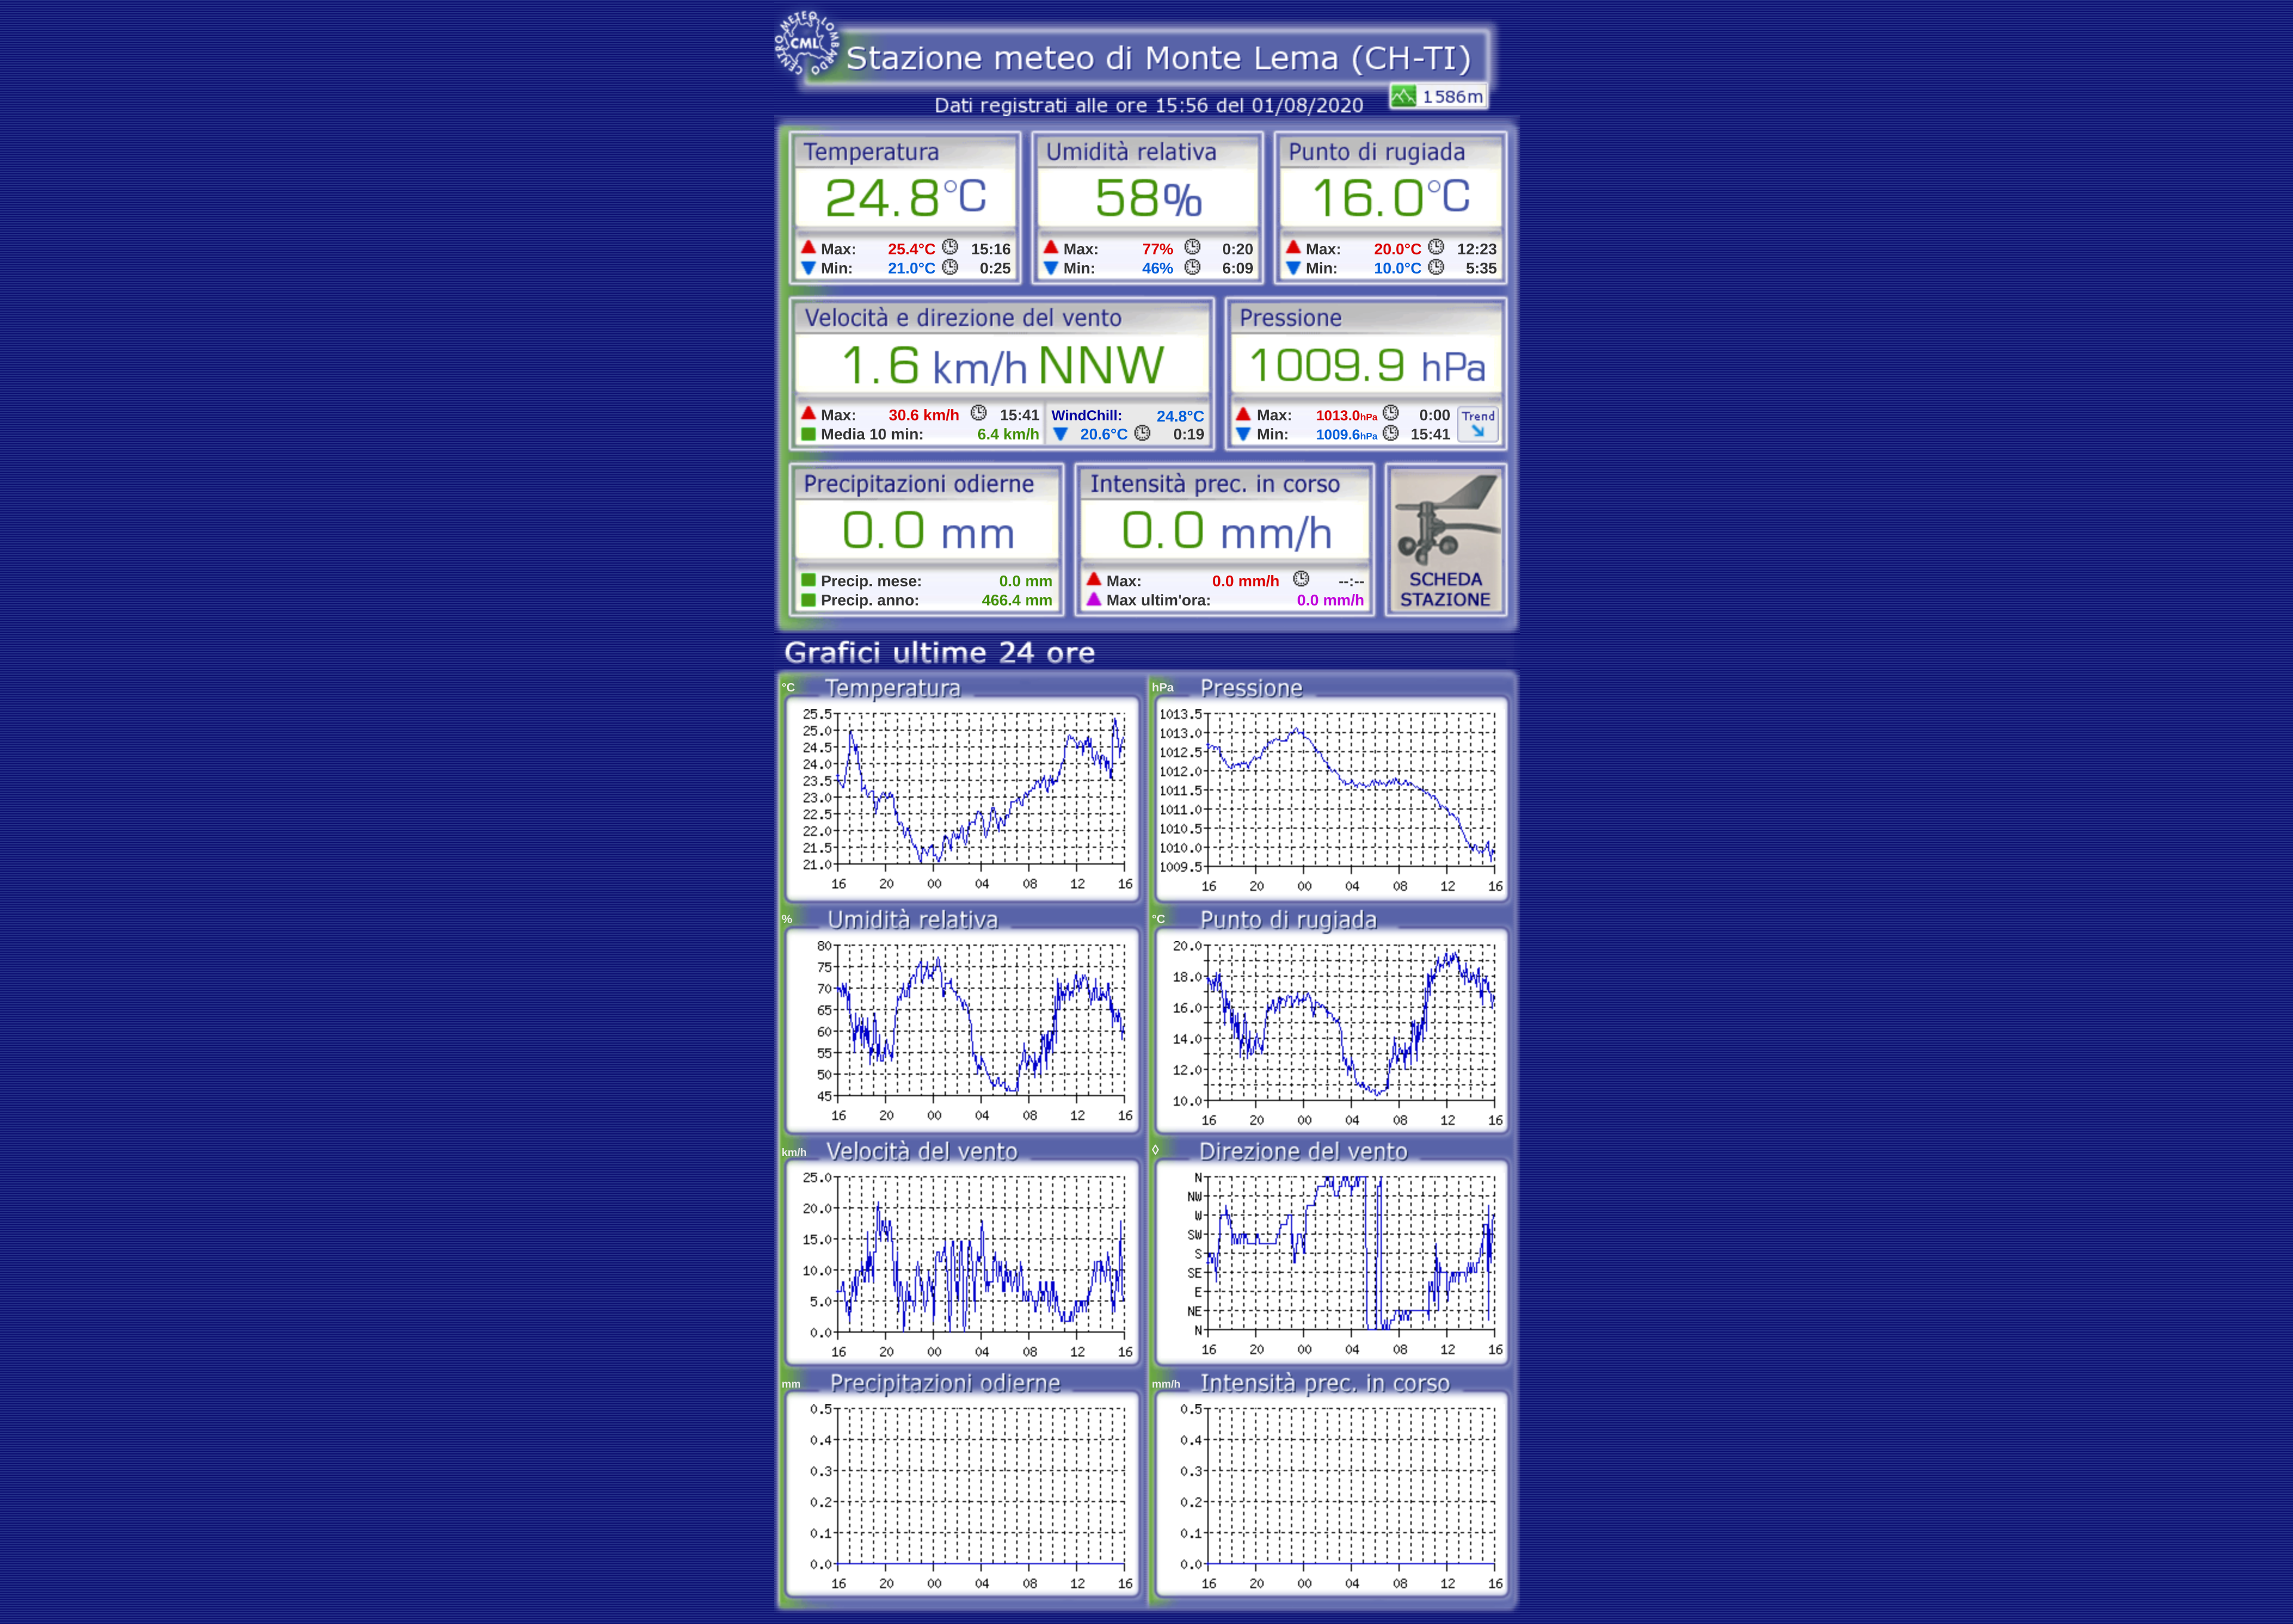 CENTRO METEO LOMBARDO
CML
Stazione meteo di Monte Lema (CH-TI)
1586m
Dati registrati alle ore 15:56 del 01/08/2020
Temperatura
24.8°C
Max: 25.4°C 15:16
Min: 21.0°C 0:25
Umidità relativa
58%
Max: 77% 0:20
Min: 46% 6:09
Punto di rugiada
16.0°C
Max: 20.0°C 12:23
Min: 10.0°C 5:35
Velocità e direzione del vento
1.6 km/h NNW
Max: 30.6 km/h 15:41
Media 10 min: 6.4 km/h
WindChill: 24.8°C
20.6°C 0:19
Pressione
1009.9 hPa
Max: 1013.0hPa 0:00
Min: 1009.6hPa 15:41
Trend
Precipitazioni odierne
0.0 mm
Precip. mese: 0.0 mm
Precip. anno: 466.4 mm
Intensità prec. in corso
0.0 mm/h
Max: 0.0 mm/h --:--
Max ultim'ora: 0.0 mm/h
SCHEDA
STAZIONE
Grafici ultime 24 ore
°C Temperatura
25.5
25.0
24.5
24.0
23.5
23.0
22.5
22.0
21.5
21.0
16 20 00 04 08 12 16
hPa Pressione
1013.5
1013.0
1012.5
1012.0
1011.5
1011.0
1010.5
1010.0
1009.5
16 20 00 04 08 12 16
% Umidità relativa
80
75
70
65
60
55
50
45
16 20 00 04 08 12 16
°C Punto di rugiada
20.0
18.0
16.0
14.0
12.0
10.0
16 20 00 04 08 12 16
km/h Velocità del vento
25.0
20.0
15.0
10.0
5.0
0.0
16 20 00 04 08 12 16
◊ Direzione del vento
N
NW
W
SW
S
SE
E
NE
N
16 20 00 04 08 12 16
mm Precipitazioni odierne
0.5
0.4
0.3
0.2
0.1
0.0
16 20 00 04 08 12 16
mm/h Intensità prec. in corso
0.5
0.4
0.3
0.2
0.1
0.0
16 20 00 04 08 12 16